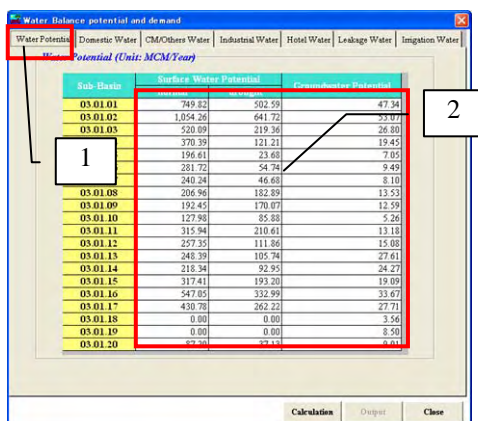 Water Balance potential and demand
Water Potential Domestic Water CM/Others Water Industrial Water Hotel Water Leakage Water Irrigation Water
Water Potential (Unit: MCM/Year)
Sub-Basin Surface Water Potential Groundwater Potential
normal drought
03.01.01 749.82 502.59 47.34
03.01.02 1,054.26 641.72 53.07
03.01.03 520.09 219.36 26.80
370.39 121.21 19.45
196.61 23.68 7.05
281.72 54.74 9.49
240.24 46.68 8.10
03.01.08 206.96 182.89 13.53
03.01.09 192.45 170.07 12.59
03.01.10 127.98 85.88 5.26
03.01.11 315.94 210.61 13.18
03.01.12 257.35 111.86 15.08
03.01.13 248.39 105.74 27.61
03.01.14 218.34 92.95 24.27
03.01.15 317.41 193.20 19.09
03.01.16 547.05 332.99 33.67
03.01.17 430.78 262.22 27.71
03.01.18 0.00 0.00 3.56
03.01.19 0.00 0.00 8.50
03.01.20 87.20 37.13 9.01
1
2
Calculation Output Close